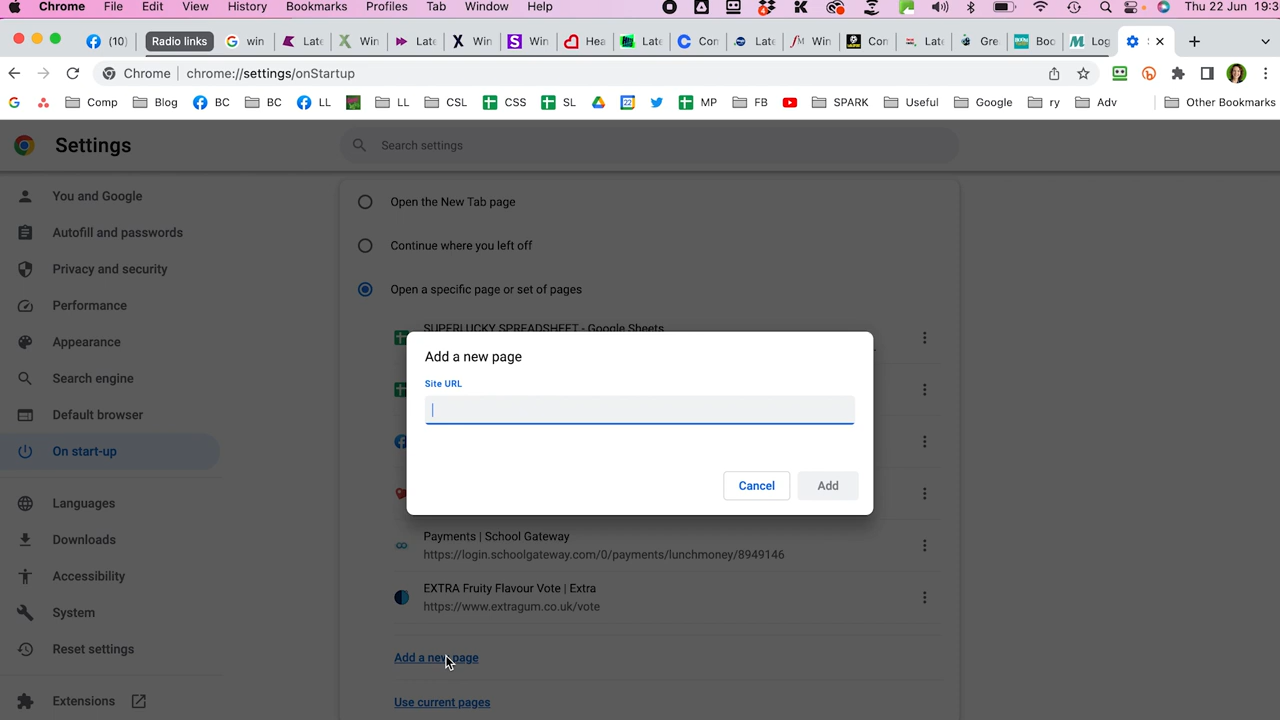 Chrome File Edit View History Bookmarks Profiles Tab Window Help Thu 22 Jun 19:3
(10) Radio links win Late Win Late Win Win Hea Late Con Late Win Con Late Gre Boo Log S
Chrome chrome://settings/onStartup
Comp Blog BC BC LL LL CSL CSS SL 22 MP FB SPARK Useful Google ry Adv Other Bookmarks
Settings
Search settings
You and Google
Autofill and passwords
Privacy and security
Performance
Appearance
Search engine
Default browser
On start-up
Languages
Downloads
Accessibility
System
Reset settings
Extensions
Open the New Tab page
Continue where you left off
Open a specific page or set of pages
SUPERLUCKY SPREADSHEET - Google Sheets
Add a new page
Site URL
Cancel Add
Payments | School Gateway
https://login.schoolgateway.com/0/payments/lunchmoney/8949146
EXTRA Fruity Flavour Vote | Extra
https://www.extragum.co.uk/vote
Add a new page
Use current pages